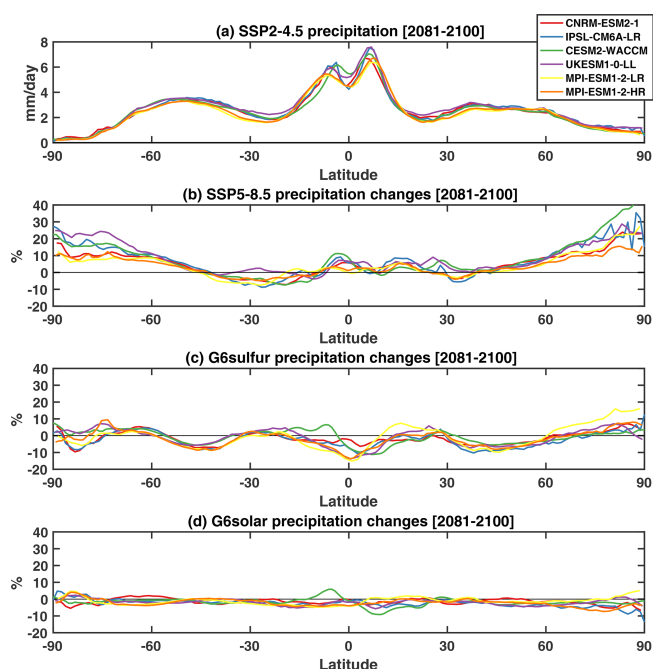 (a) SSP2-4.5 precipitation [2081-2100]
CNRM-ESM2-1
IPSL-CM6A-LR
CESM2-WACCM
UKESM1-0-LL
MPI-ESM1-2-LR
MPI-ESM1-2-HR
8
6
4
2
0
mm/day
-90 -60 -30 0 30 60 90
Latitude
(b) SSP5-8.5 precipitation changes [2081-2100]
40
30
20
10
0
-10
-20
%
-90 -60 -30 0 30 60 90
Latitude
(c) G6sulfur precipitation changes [2081-2100]
40
30
20
10
0
-10
-20
%
-90 -60 -30 0 30 60 90
Latitude
(d) G6solar precipitation changes [2081-2100]
40
30
20
10
0
-10
-20
%
-90 -60 -30 0 30 60 90
Latitude